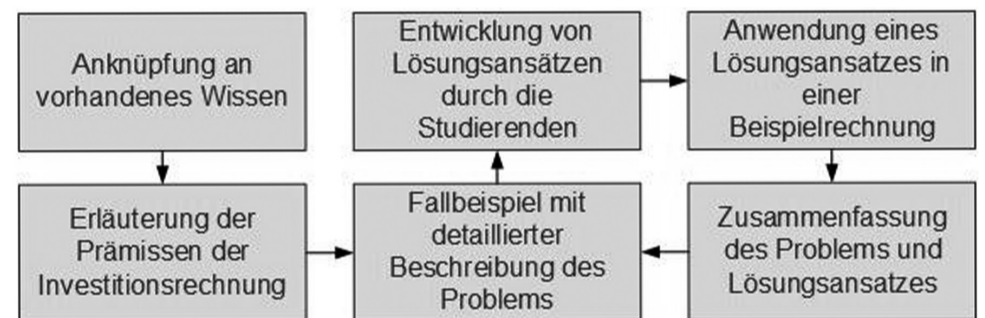 Anknüpfung an
vorhandenes Wissen
Erläuterung der
Prämissen der
Investitionsrechnung
Fallbeispiel mit
detaillierter
Beschreibung des
Problems
Entwicklung von
Lösungsansätzen
durch die
Studierenden
Anwendung eines
Lösungsansatzes in
einer
Beispielrechnung
Zusammenfassung
des Problems und
Lösungsansatzes